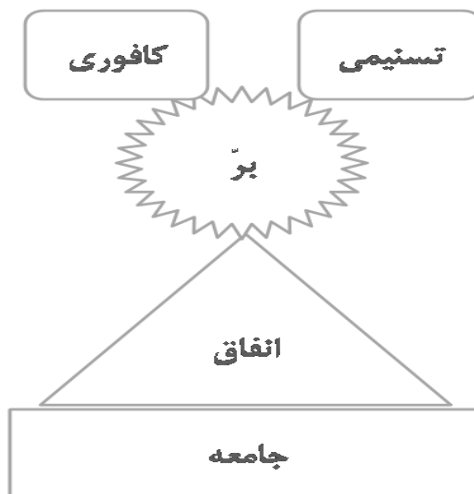 تسنیمی
کافوری
برّ
انفاق
جامعه